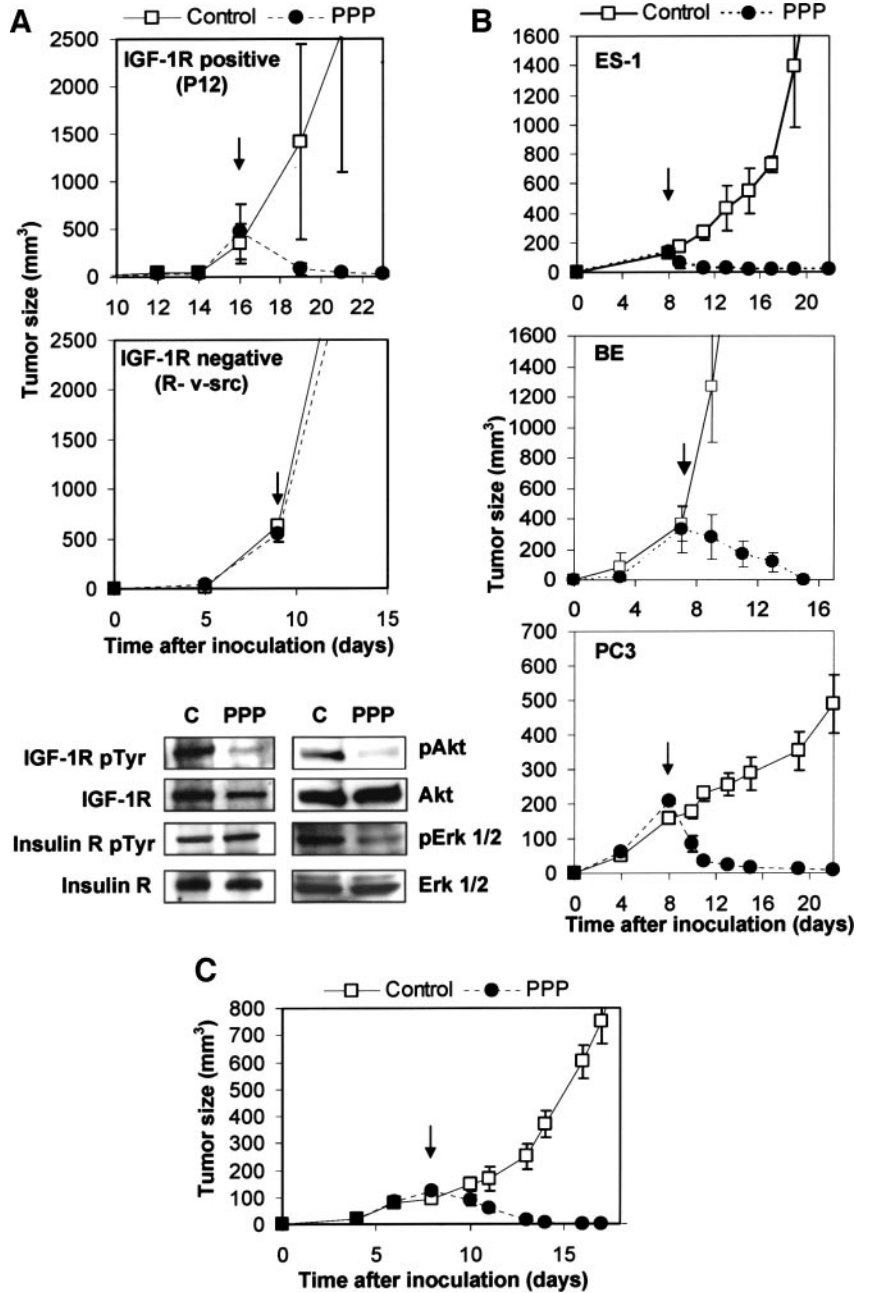 A
Control PPP
2500
2000
1500
1000
500
0
IGF-1R positive
(P12)
10 12 14 16 18 20 22
2500
2000
1500
1000
500
0
IGF-1R negative
(R- v-src)
0 5 10 15
Tumor size (mm3)
Time after inoculation (days)
C PPP C PPP
IGF-1R pTyr pAkt
IGF-1R Akt
Insulin R pTyr pErk 1/2
Insulin R Erk 1/2
B
Control PPP
1600
1400
1200
1000
800
600
400
200
0
ES-1
0 4 8 12 16 20
1600
1400
1200
1000
800
600
400
200
0
BE
0 4 8 12 16
700
600
500
400
300
200
100
0
PC3
0 4 8 12 16 20
Tumor size (mm3)
Time after inoculation (days)
C
Control PPP
800
700
600
500
400
300
200
100
0
0 5 10 15
Tumor size (mm3)
Time after inoculation (days)